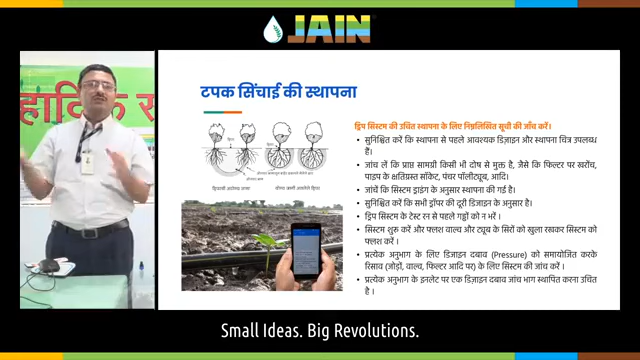 JAIN
हार्दिक स
टपक सिंचाई की स्थापना
ड्रिप सिस्टम की उचित स्थापना के लिए निम्नलिखित सूची की जाँच करें।
• सुनिश्चित करें कि स्थापना से पहले आवश्यक डिज़ाइन और स्थापना चित्र उपलब्ध
हैं।
• जांच लें कि प्राप्त सामग्री किसी भी दोष से मुक्त है, जैसे कि फिल्टर पर खरोंच,
पाइप के क्षतिग्रस्त सॉकेट, पंचर पॉलीट्यूब, आदि।
• जांचें कि सिस्टम ड्राइंग के अनुसार स्थापना की गई है।
• सुनिश्चित करें कि सभी ड्रॉपर की दूरी डिजाइन के अनुसार है।
• ड्रिप सिस्टम के टेस्ट रन से पहले गड्ढों को न भरें।
• सिस्टम शुरू करें और फ्लश वाल्व और ट्यूब के सिरों को खुला रखकर सिस्टम को
फ्लश करें।
• प्रत्येक अनुभाग के लिए डिजाइन दबाव (Pressure) को समायोजित करके
रिसाव (जोड़ों, वाल्व, फिल्टर आदि पर) के लिए सिस्टम की जांच करें।
• प्रत्येक अनुभाग के इनलेट पर एक डिज़ाइन दबाव जांच भाग स्थापित करना उचित
है।
Small Ideas. Big Revolutions.